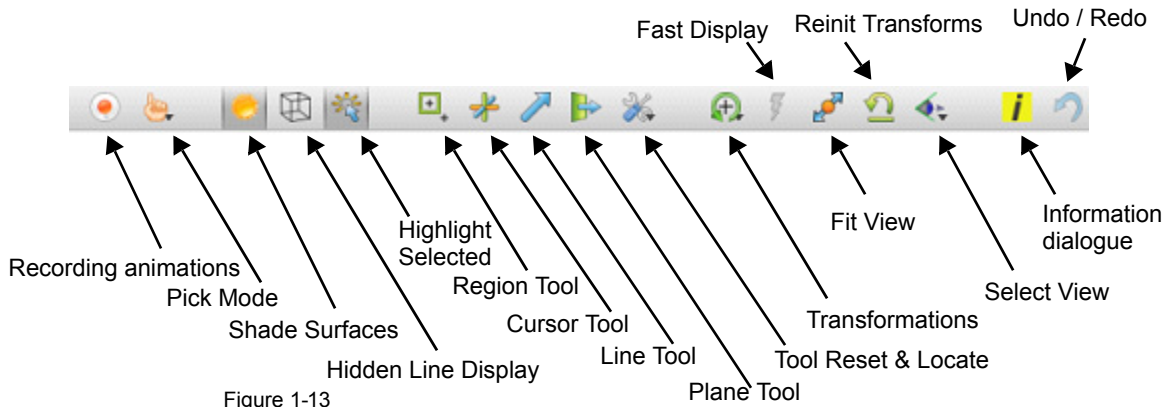 Undo / Redo
Fast Display
Reinit Transforms
i
Highlight
Selected
Fit View
Information
dialogue
Recording animations
Pick Mode
Region Tool
Select View
Shade Surfaces
Cursor Tool
Transformations
Hidden Line Display
Line Tool
Tool Reset & Locate
Plane Tool
Figure 1-13